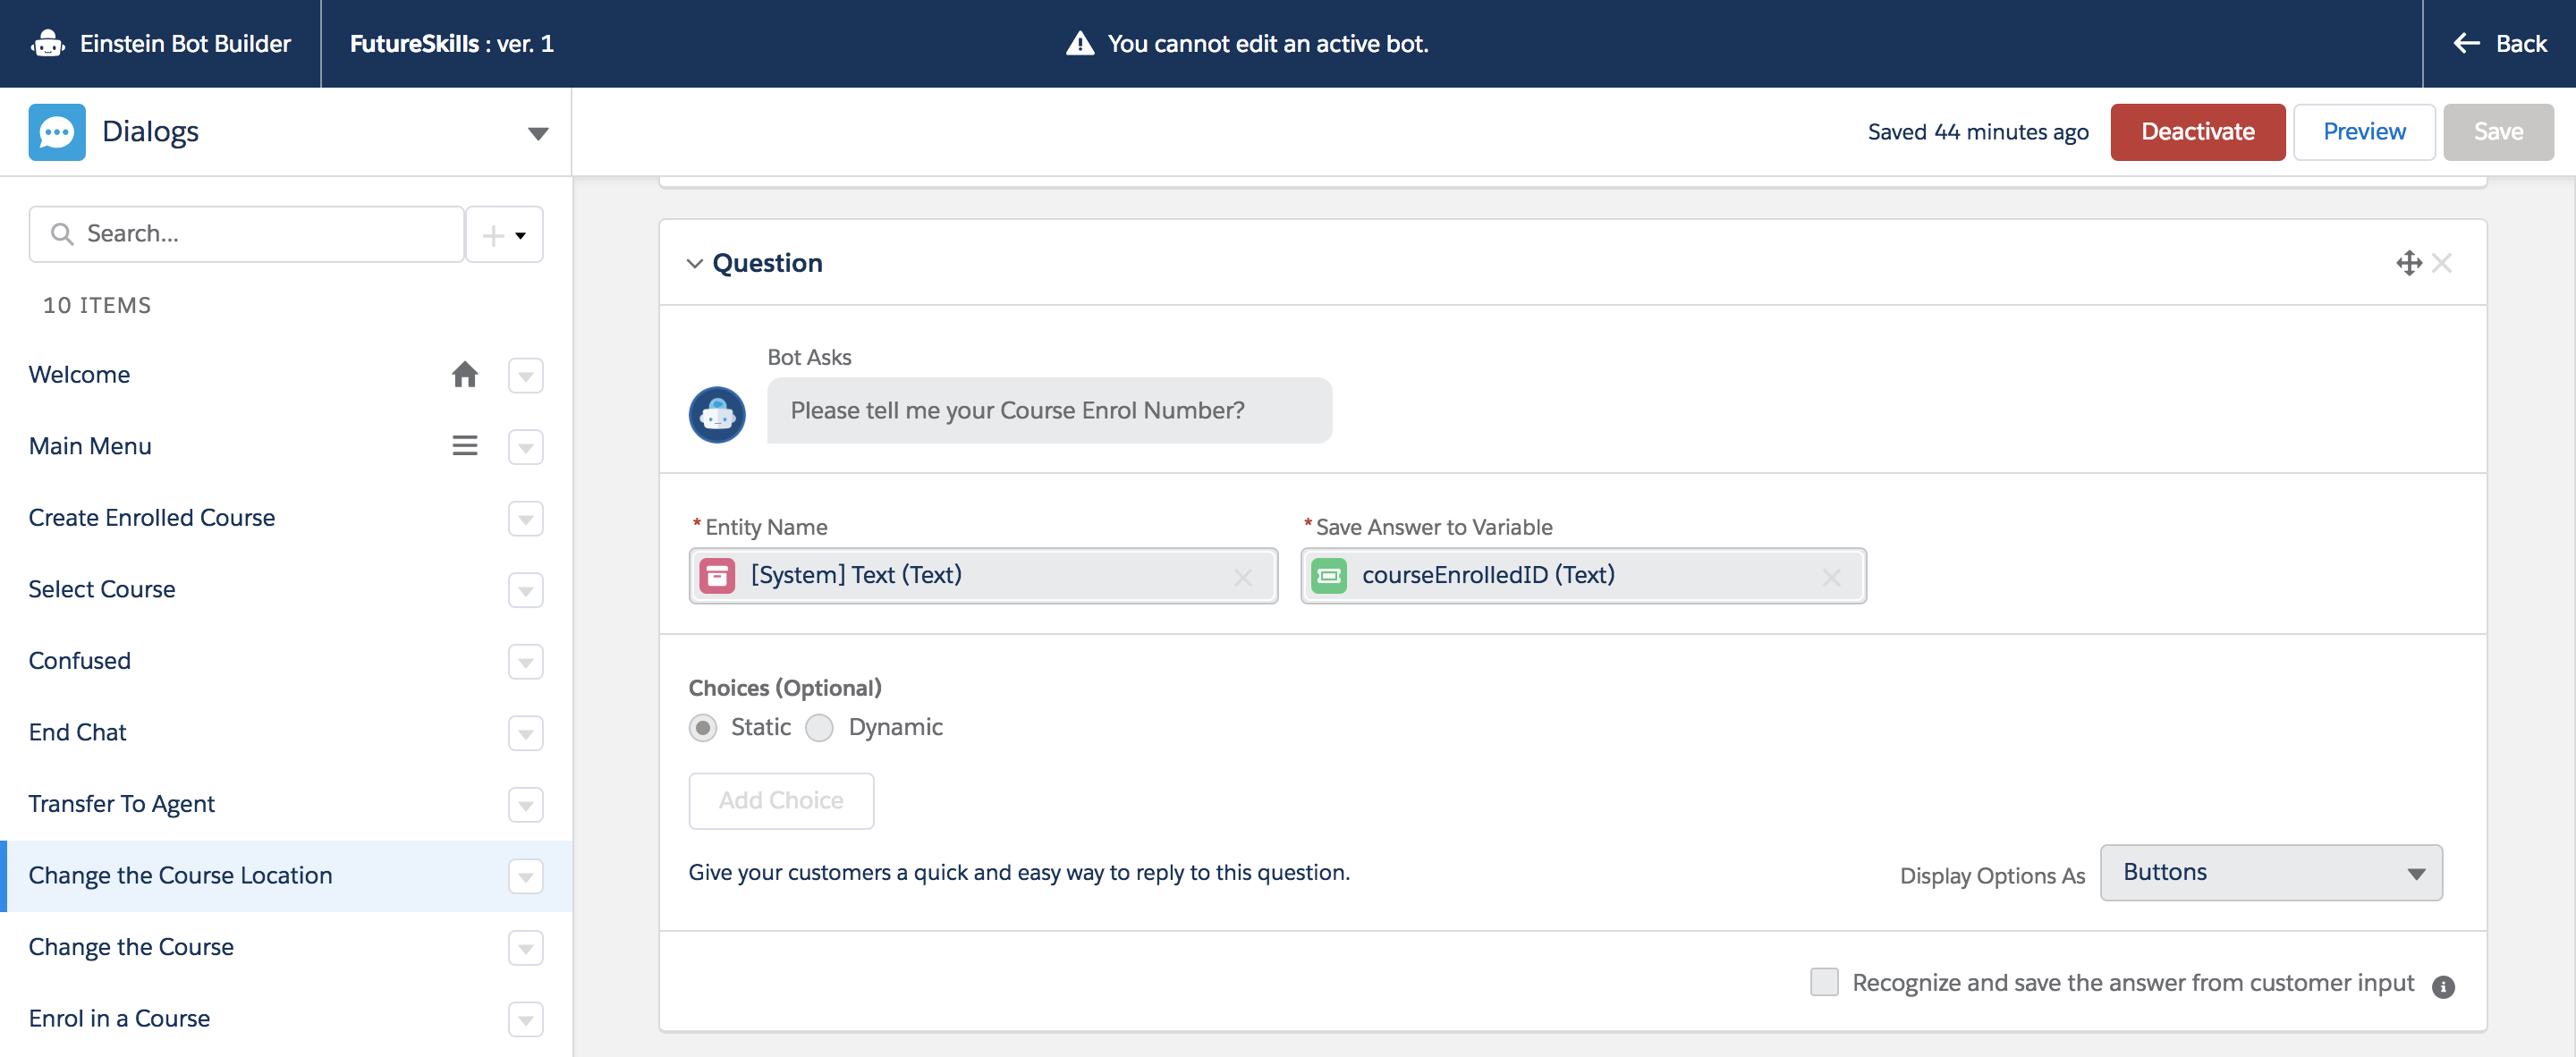 Einstein Bot Builder
FutureSkills : ver. 1
You cannot edit an active bot.
Back
Dialogs
Saved 44 minutes ago
Deactivate
Preview
Save
Search...
10 ITEMS
Welcome
Main Menu
Create Enrolled Course
Select Course
Confused
End Chat
Transfer To Agent
Change the Course Location
Change the Course
Enrol in a Course
Question
Bot Asks
Please tell me your Course Enrol Number?
* Entity Name
[System] Text (Text)
* Save Answer to Variable
courseEnrolledID (Text)
Choices (Optional)
Static
Dynamic
Add Choice
Give your customers a quick and easy way to reply to this question.
Display Options As
Buttons
Recognize and save the answer from customer input